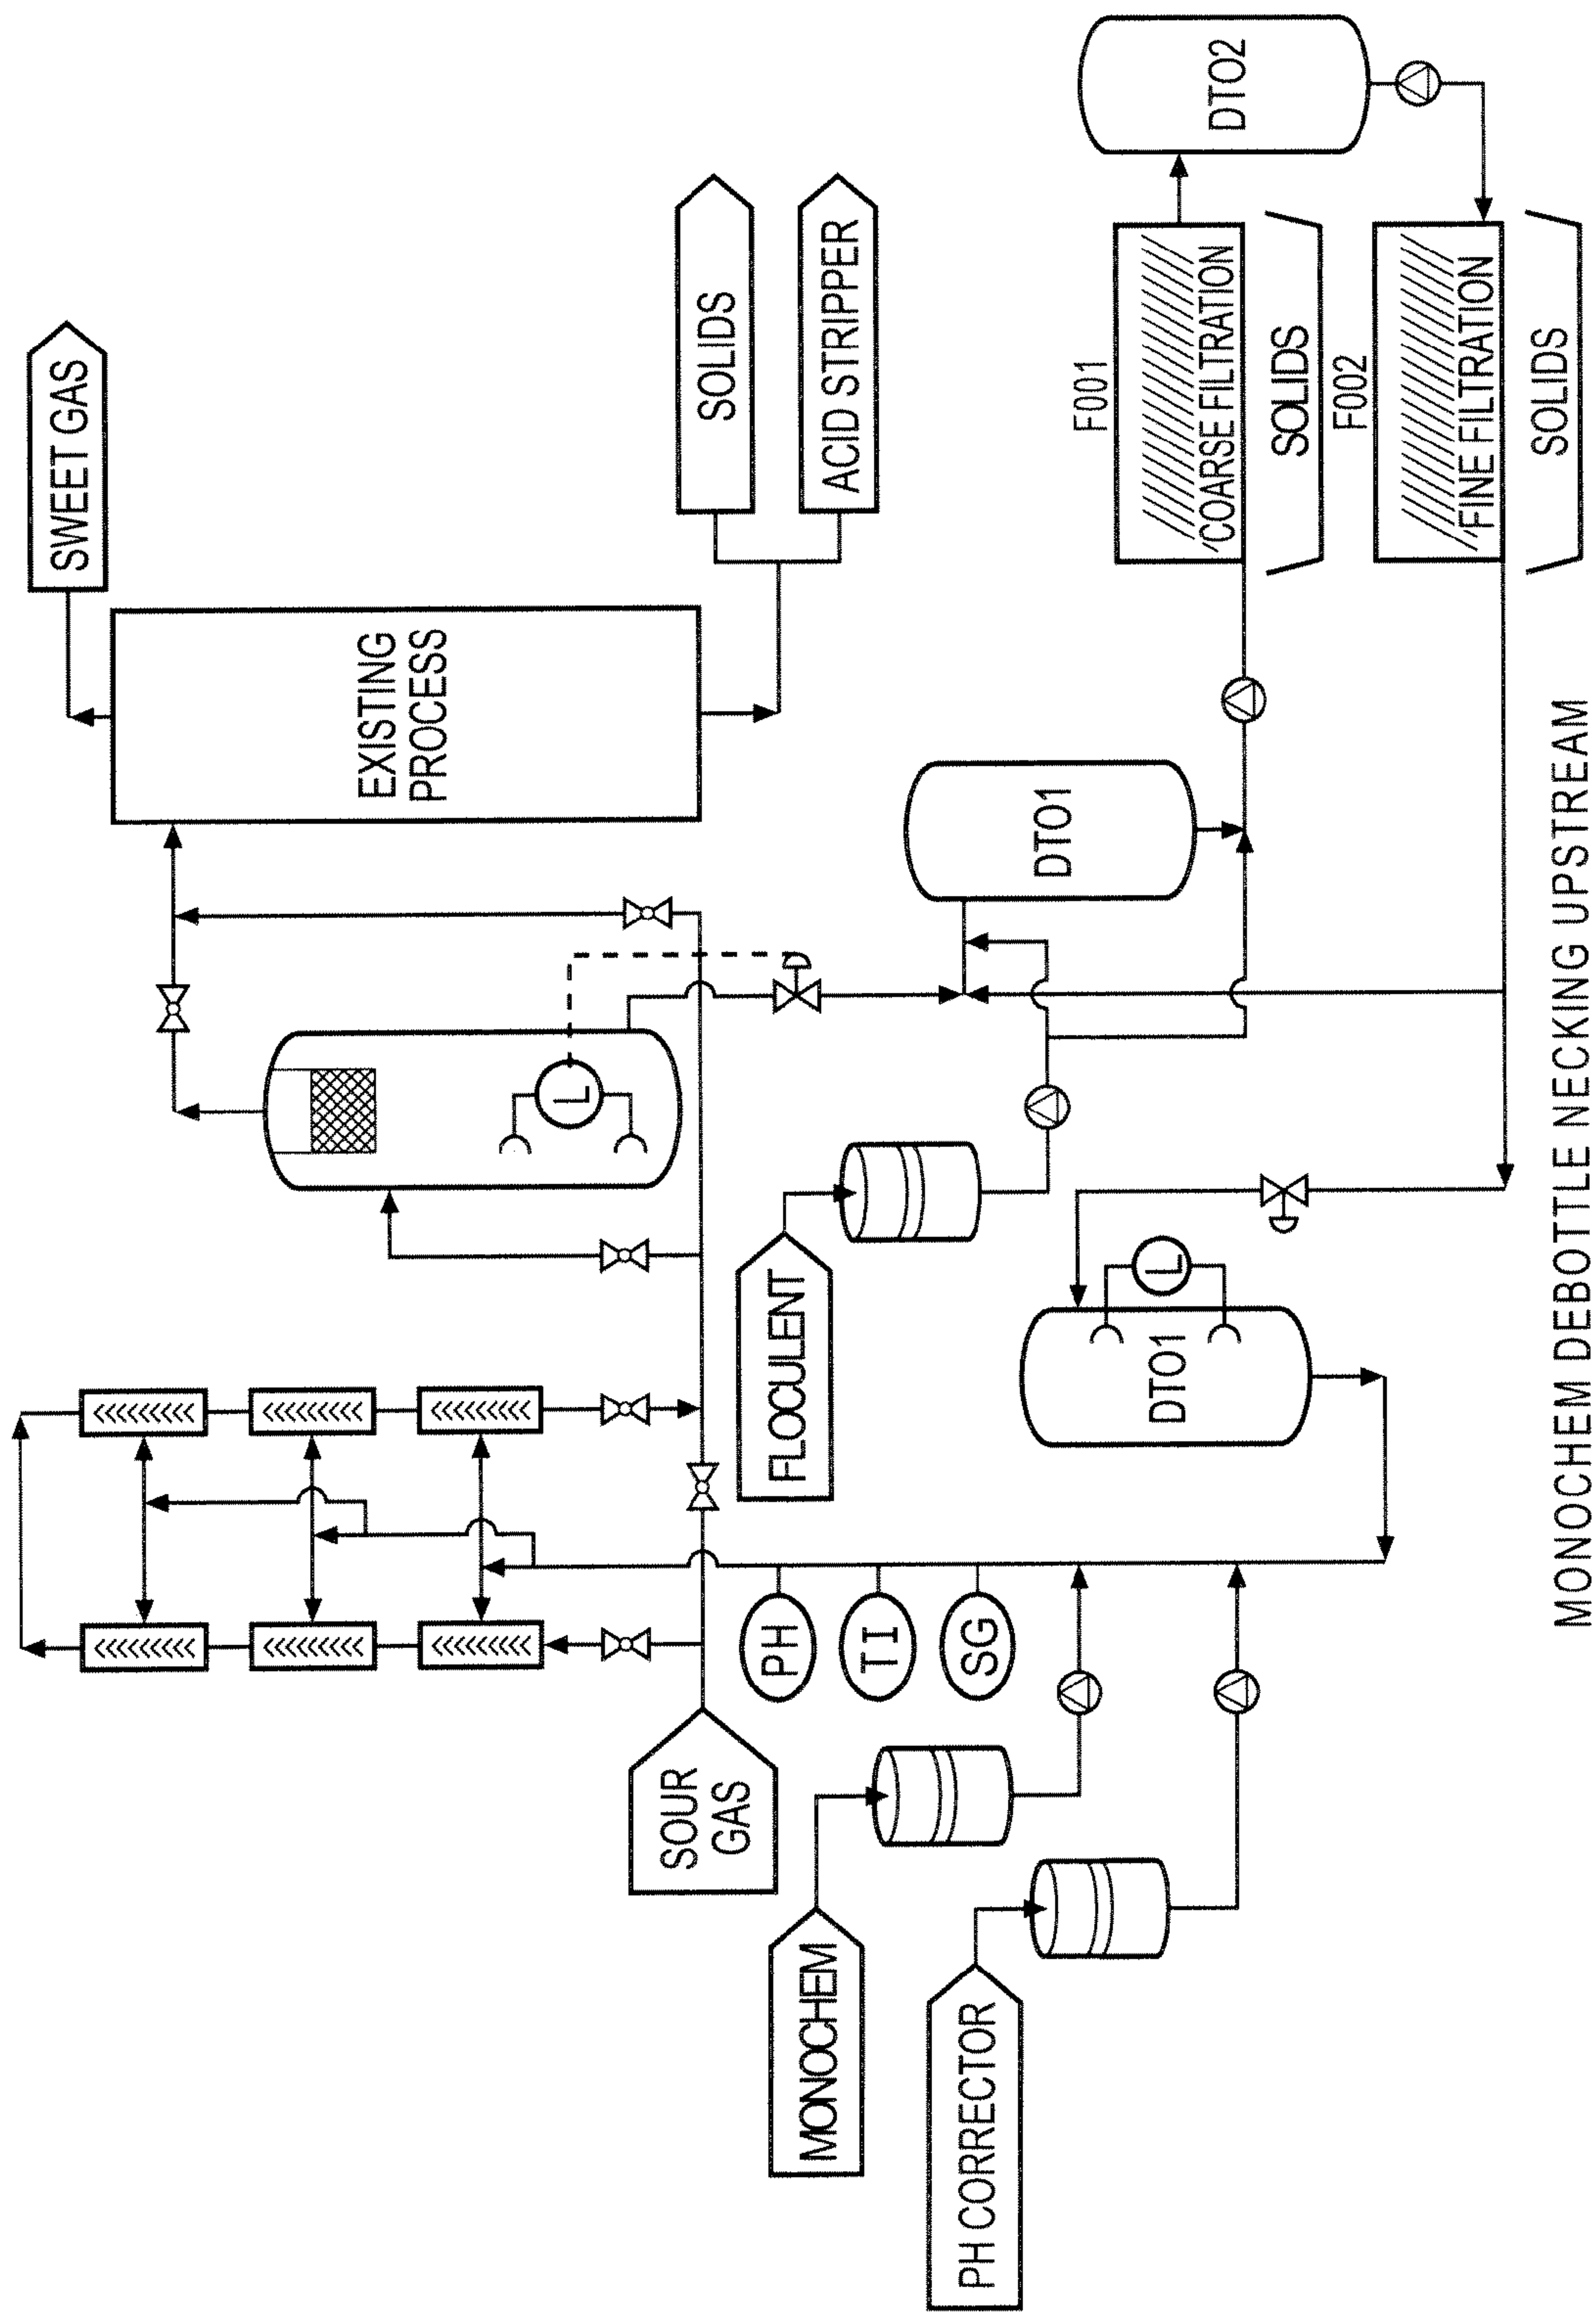 SWEET GAS
EXISTING
PROCESS
SOLIDS
ACID STRIPPER
L
SOUR
GAS
MONOCHEM
PH CORRECTOR
PH
TI
SG
FLOCULENT
DTO1
L
DTO1
F001
COARSE FILTRATION
SOLIDS
DTO2
F002
FINE FILTRATION
SOLIDS
MONOCHEM DEBOTTLE NECKING UPSTREAM